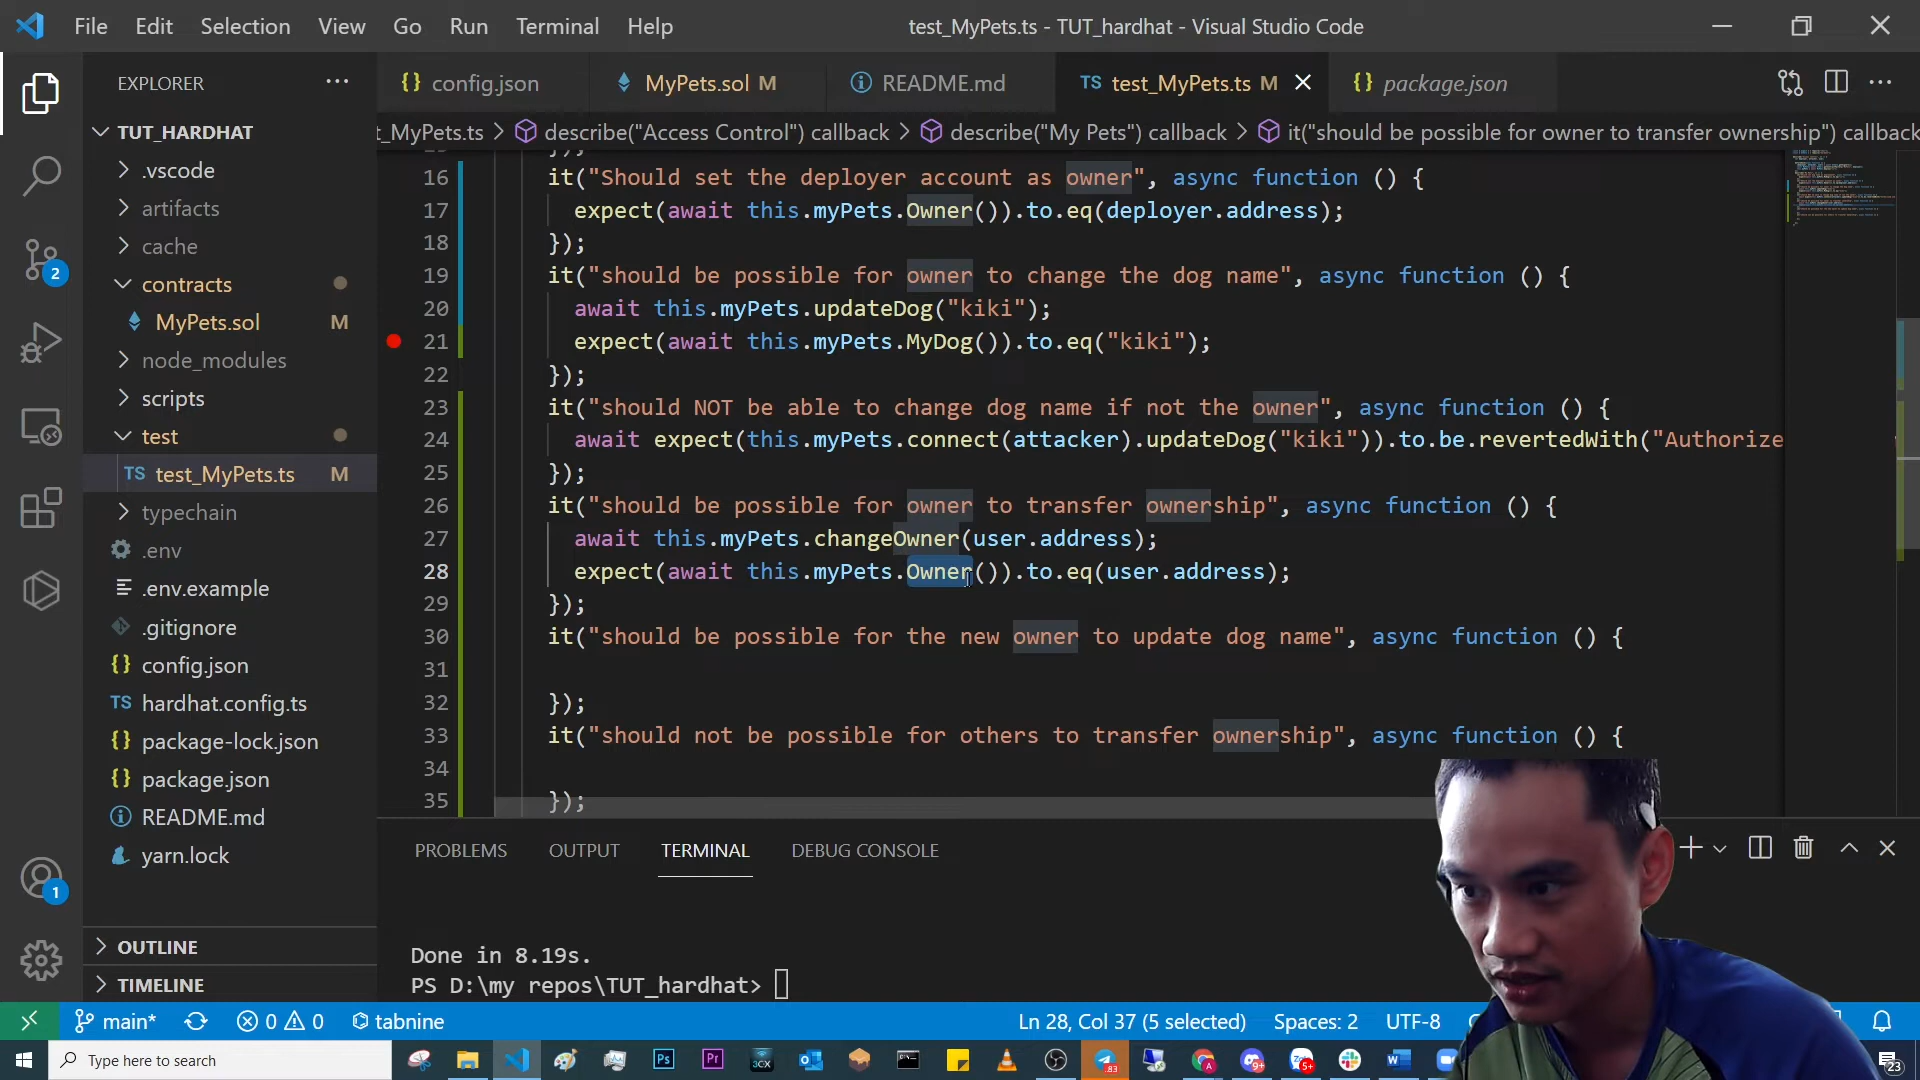 File Edit Selection View Go Run Terminal Help
test_MyPets.ts - TUT_hardhat - Visual Studio Code
EXPLORER
TUT_HARDHAT
.vscode
artifacts
cache
contracts
MyPets.sol M
node_modules
scripts
test
test_MyPets.ts M
typechain
.env
.env.example
.gitignore
config.json
hardhat.config.ts
package-lock.json
package.json
README.md
yarn.lock
OUTLINE
TIMELINE
2
1
config.json MyPets.sol M README.md TS test_MyPets.ts M package.json
t_MyPets.ts > describe("Access Control") callback > describe("My Pets") callback > it("should be possible for owner to transfer ownership") callback
16 it("Should set the deployer account as owner", async function () {
17 expect(await this.myPets.Owner()).to.eq(deployer.address);
18 });
19 it("should be possible for owner to change the dog name", async function () {
20 await this.myPets.updateDog("kiki");
21 expect(await this.myPets.MyDog()).to.eq("kiki");
22 });
23 it("should NOT be able to change dog name if not the owner", async function () {
24 await expect(this.myPets.connect(attacker).updateDog("kiki")).to.be.revertedWith("Authorize
25 });
26 it("should be possible for owner to transfer ownership", async function () {
27 await this.myPets.changeOwner(user.address);
28 expect(await this.myPets.Owner()).to.eq(user.address);
29 });
30 it("should be possible for the new owner to update dog name", async function () {
31
32 });
33 it("should not be possible for others to transfer ownership", async function () {
34
35 });
PROBLEMS OUTPUT TERMINAL DEBUG CONSOLE
Done in 8.19s.
PS D:\my repos\TUT_hardhat>
main* 0 0 tabnine
Ln 28, Col 37 (5 selected) Spaces: 2 UTF-8
Type here to search
23